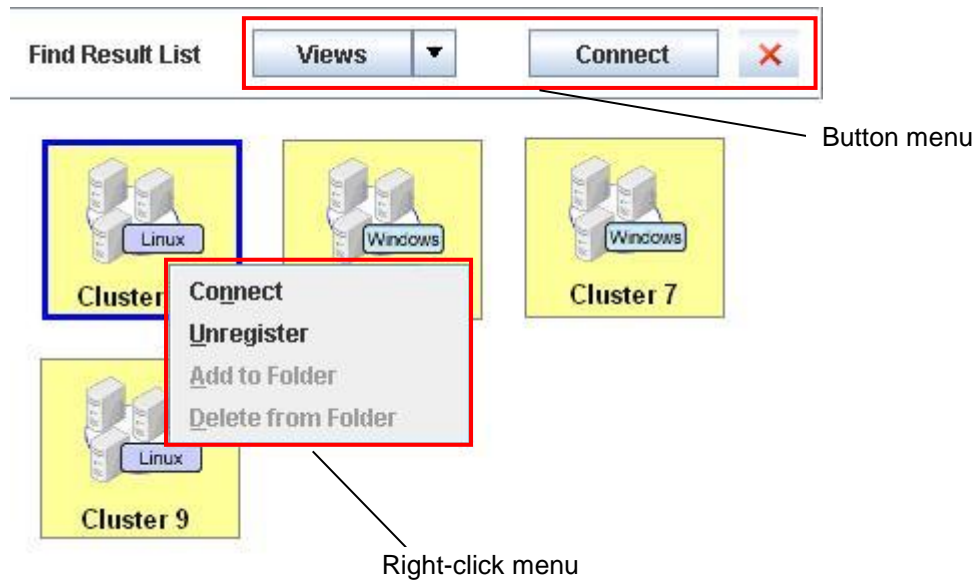 Find Result List Views Connect
Button menu
Linux Windows Windows
Cluster Cluster 7
Connect
Unregister
Add to Folder
Delete from Folder
Linux
Cluster 9
Right-click menu